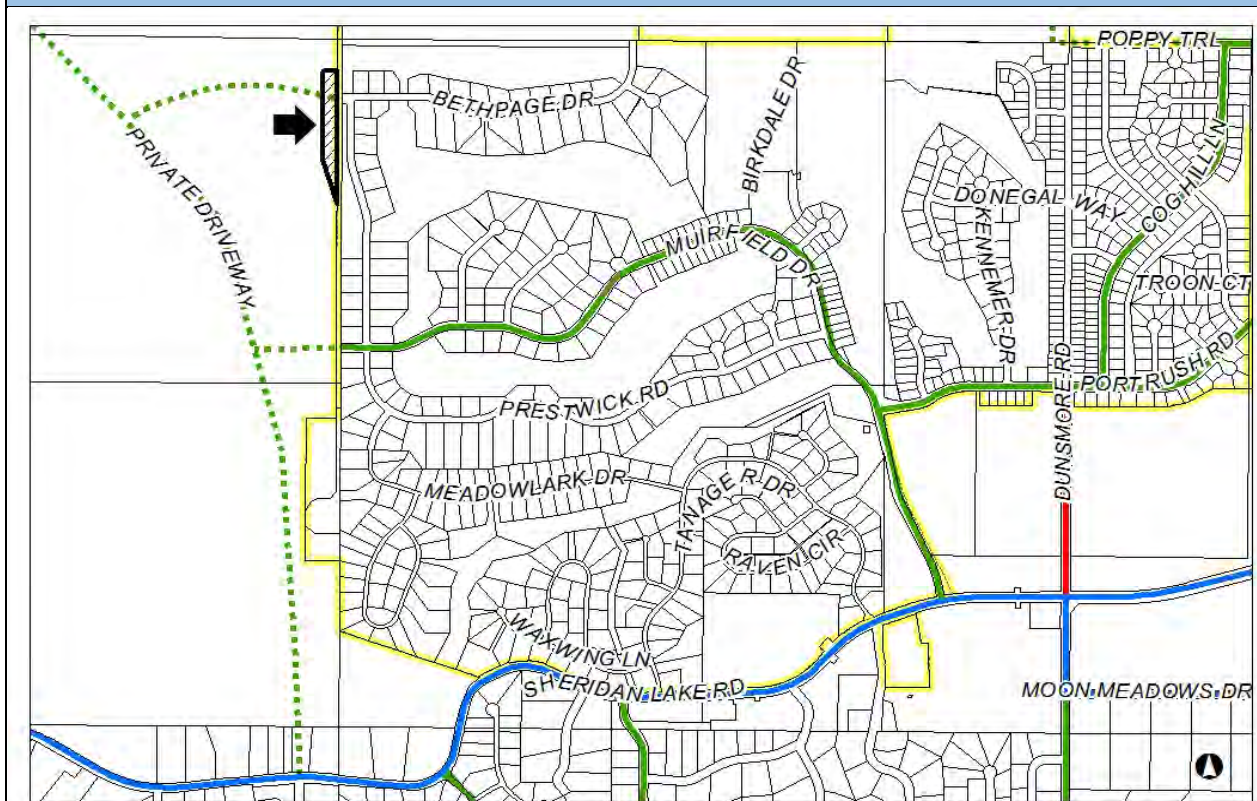 POPPY TRL
BETHPAGE DR
BIRKDALE DR
PRIVATE DRIVEWAY
COG HILL LN
DONEGAL WAY
KENNEMER DR
MUIRFIELD DR
TROON CT
PORT RUSH RD
PRESTWICK RD
DUNSMORE RD
MEADOWLARK DR
TANAGER DR
RAVEN CIR
WAXWING LN
SHERIDAN LAKE RD
MOON MEADOWS DR